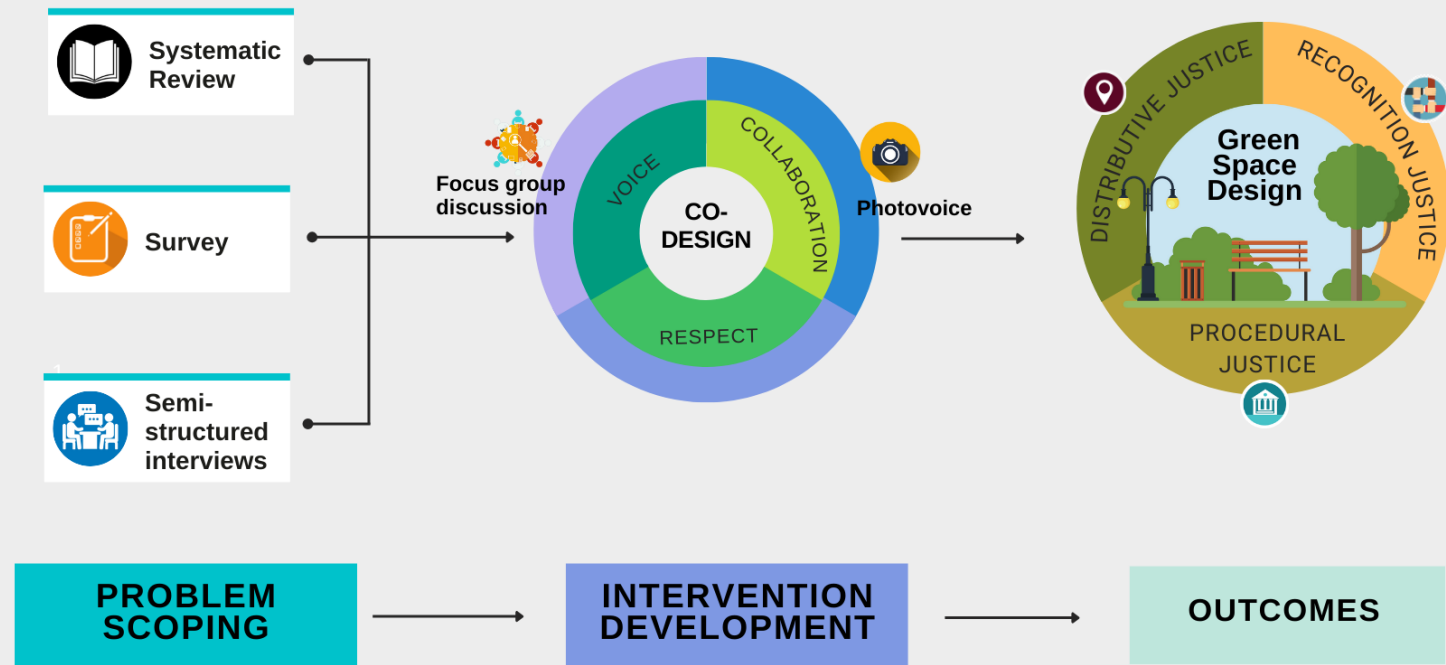 Systematic
Review
Survey
1
Semi-
structured
interviews
Focus group
discussion
VOICE
COLLABORATION
RESPECT
CO-
DESIGN
Photovoice
DISTRIBUTIVE JUSTICE
RECOGNITION JUSTICE
PROCEDURAL
JUSTICE
Green
Space
Design
PROBLEM
SCOPING
INTERVENTION
DEVELOPMENT
OUTCOMES